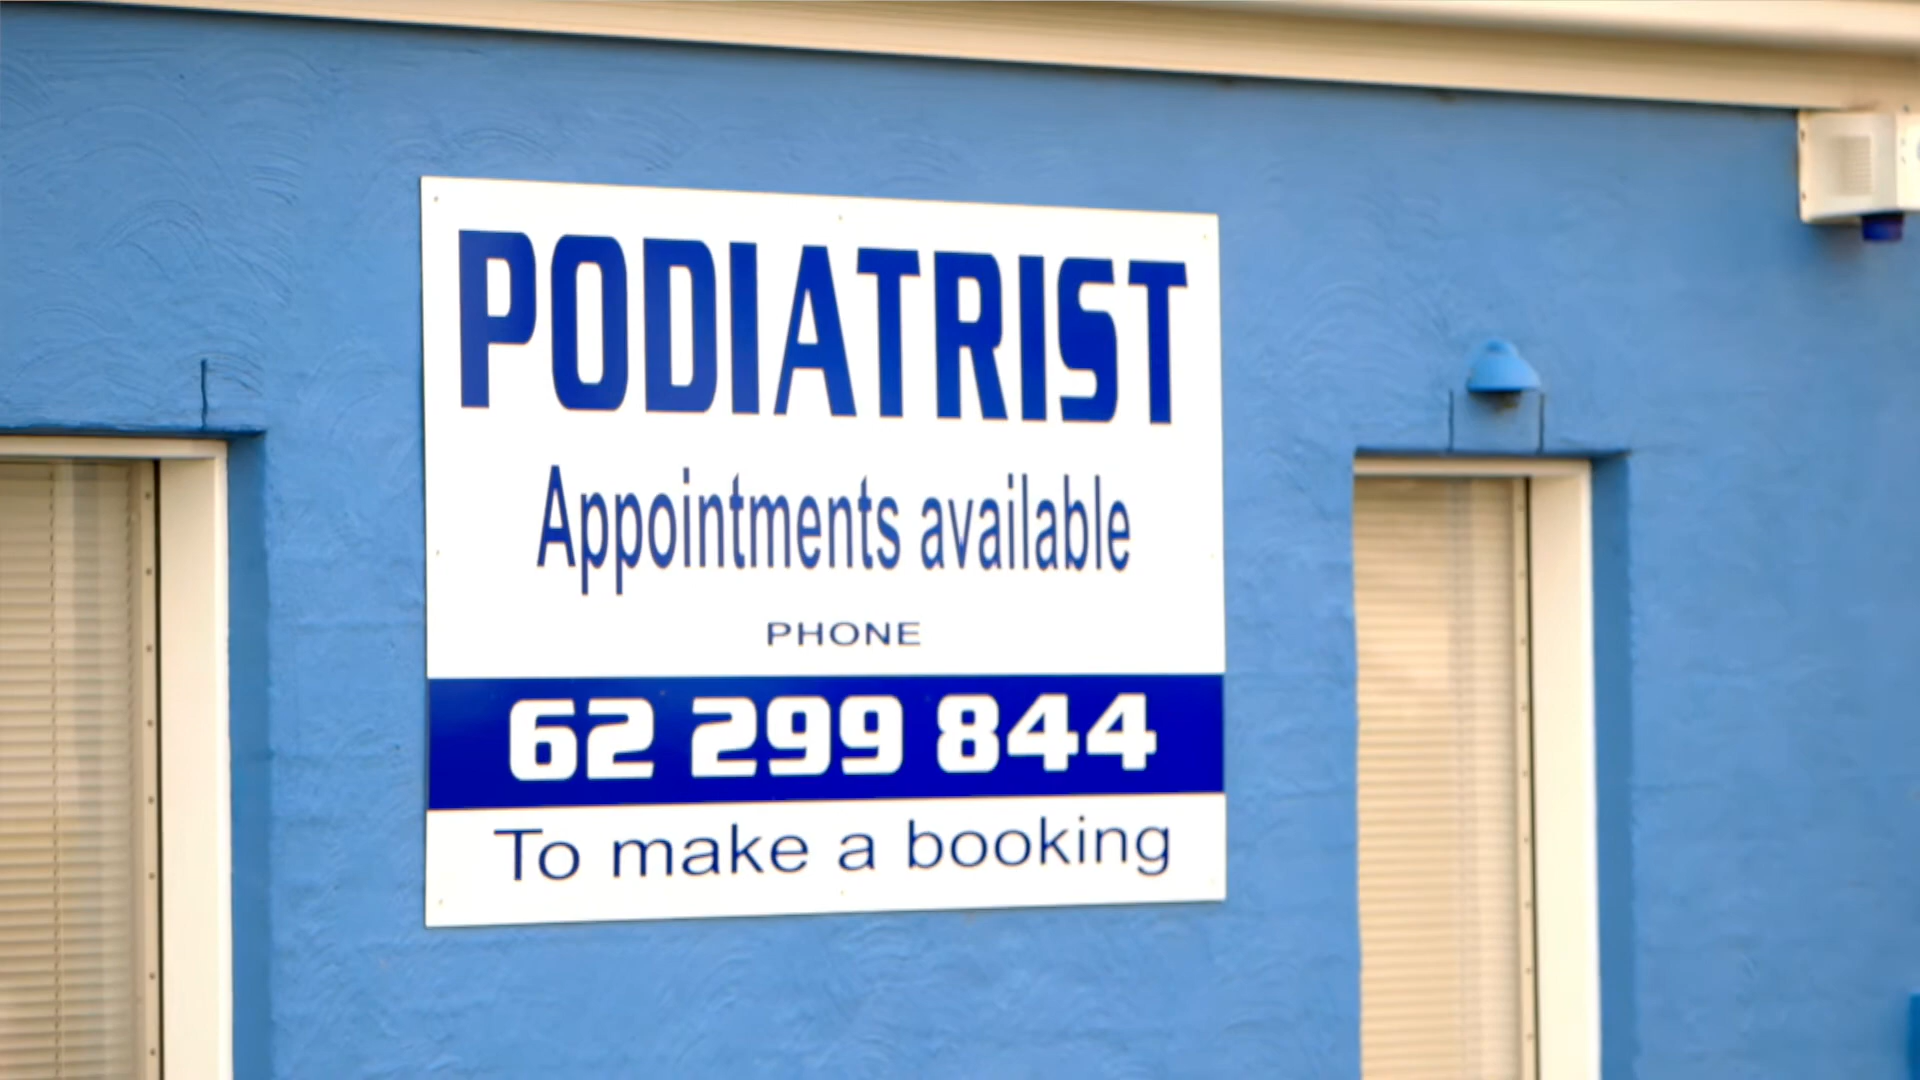 PODIATRIST
Appointments available
PHONE
62 299 844
To make a booking